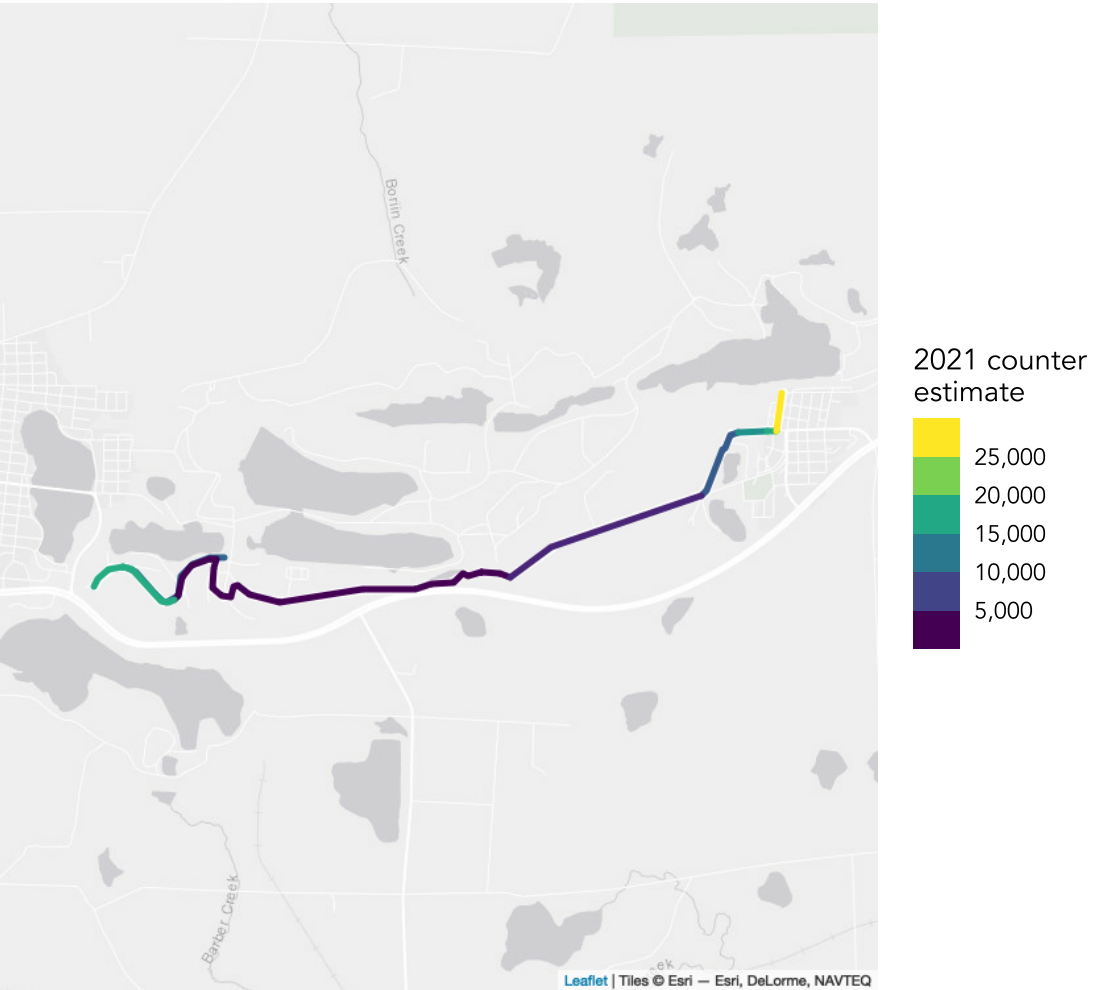 Borlin Creek
2021 counter
estimate
25,000
20,000
15,000
10,000
5,000
Barber Creek
ek
Leaflet | Tiles © Esri — Esri, DeLorme, NAVTEQ